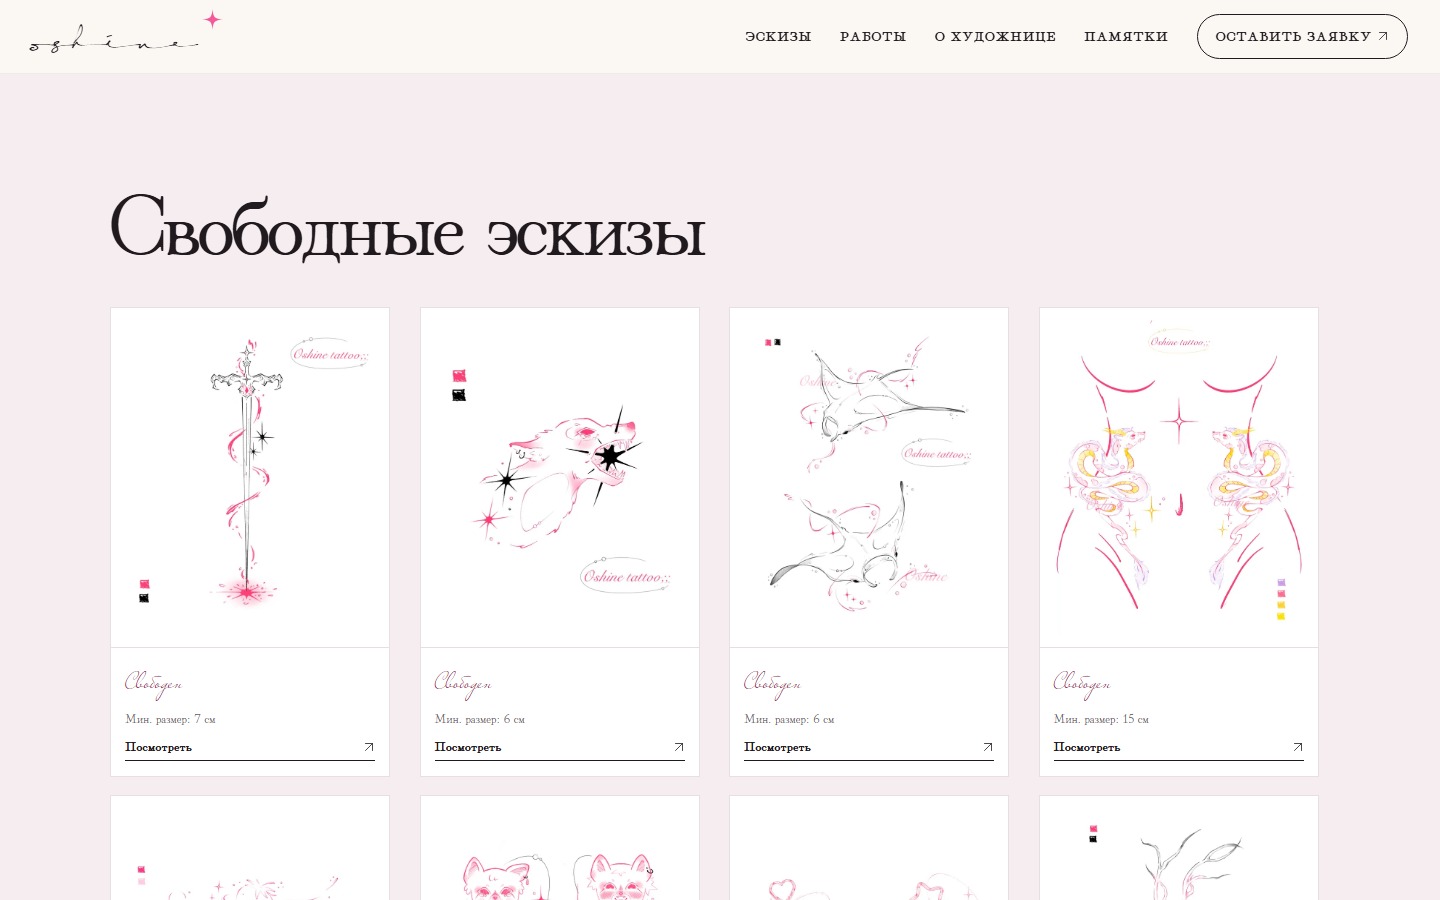 oshine
ЭСКИЗЫ РАБОТЫ О ХУДОЖНИЦЕ ПАМЯТКИ ОСТАВИТЬ ЗАЯВКУ
Свободные эскизы
Oshine tattoo;;
Oshine tattoo;;
Oshine
Oshine tattoo;;
Oshine
Oshine tattoo;;
Свободен
Мин. размер: 7 см
Посмотреть
Свободен
Мин. размер: 6 см
Посмотреть
Свободен
Мин. размер: 6 см
Посмотреть
Свободен
Мин. размер: 15 см
Посмотреть